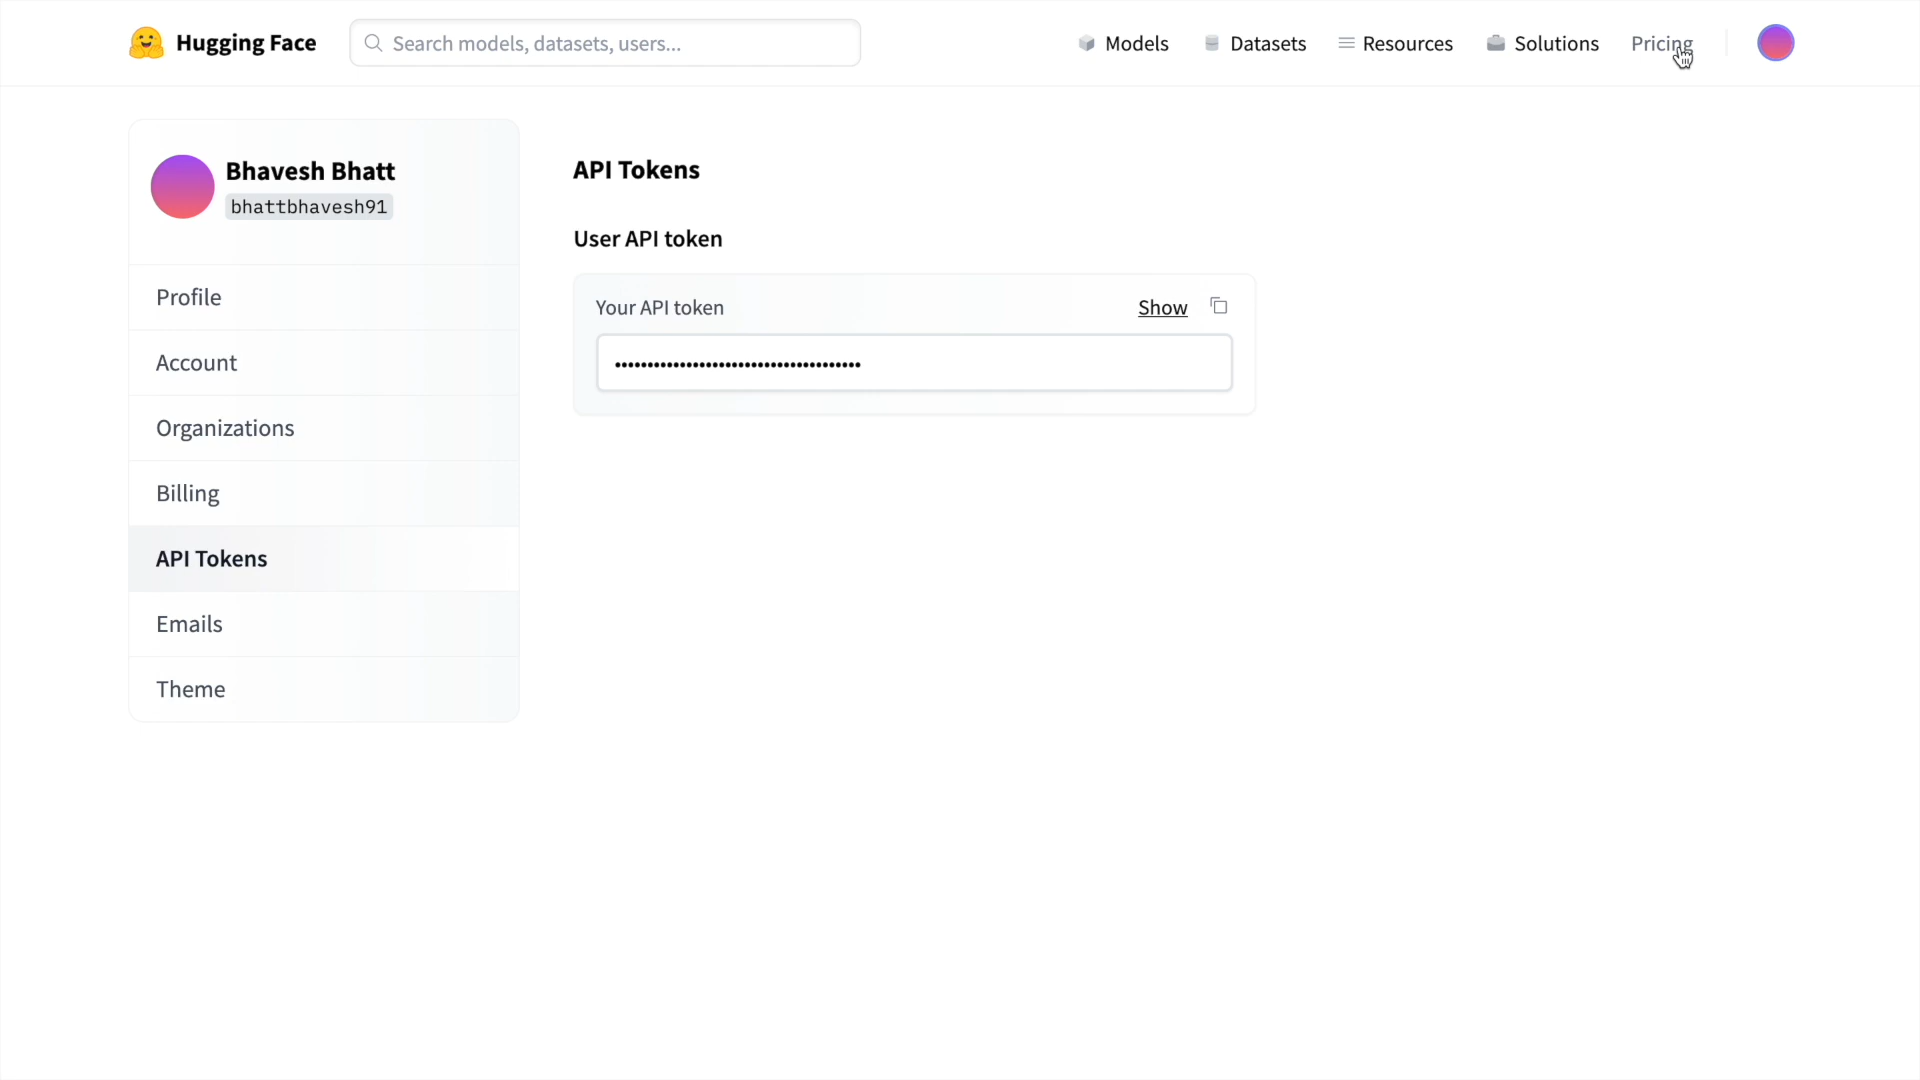 Hugging Face
Search models, datasets, users...
Models
Datasets
Resources
Solutions
Pricing
Bhavesh Bhatt
bhattbhavesh91
Profile
Account
Organizations
Billing
API Tokens
Emails
Theme
API Tokens
User API token
Your API token
Show